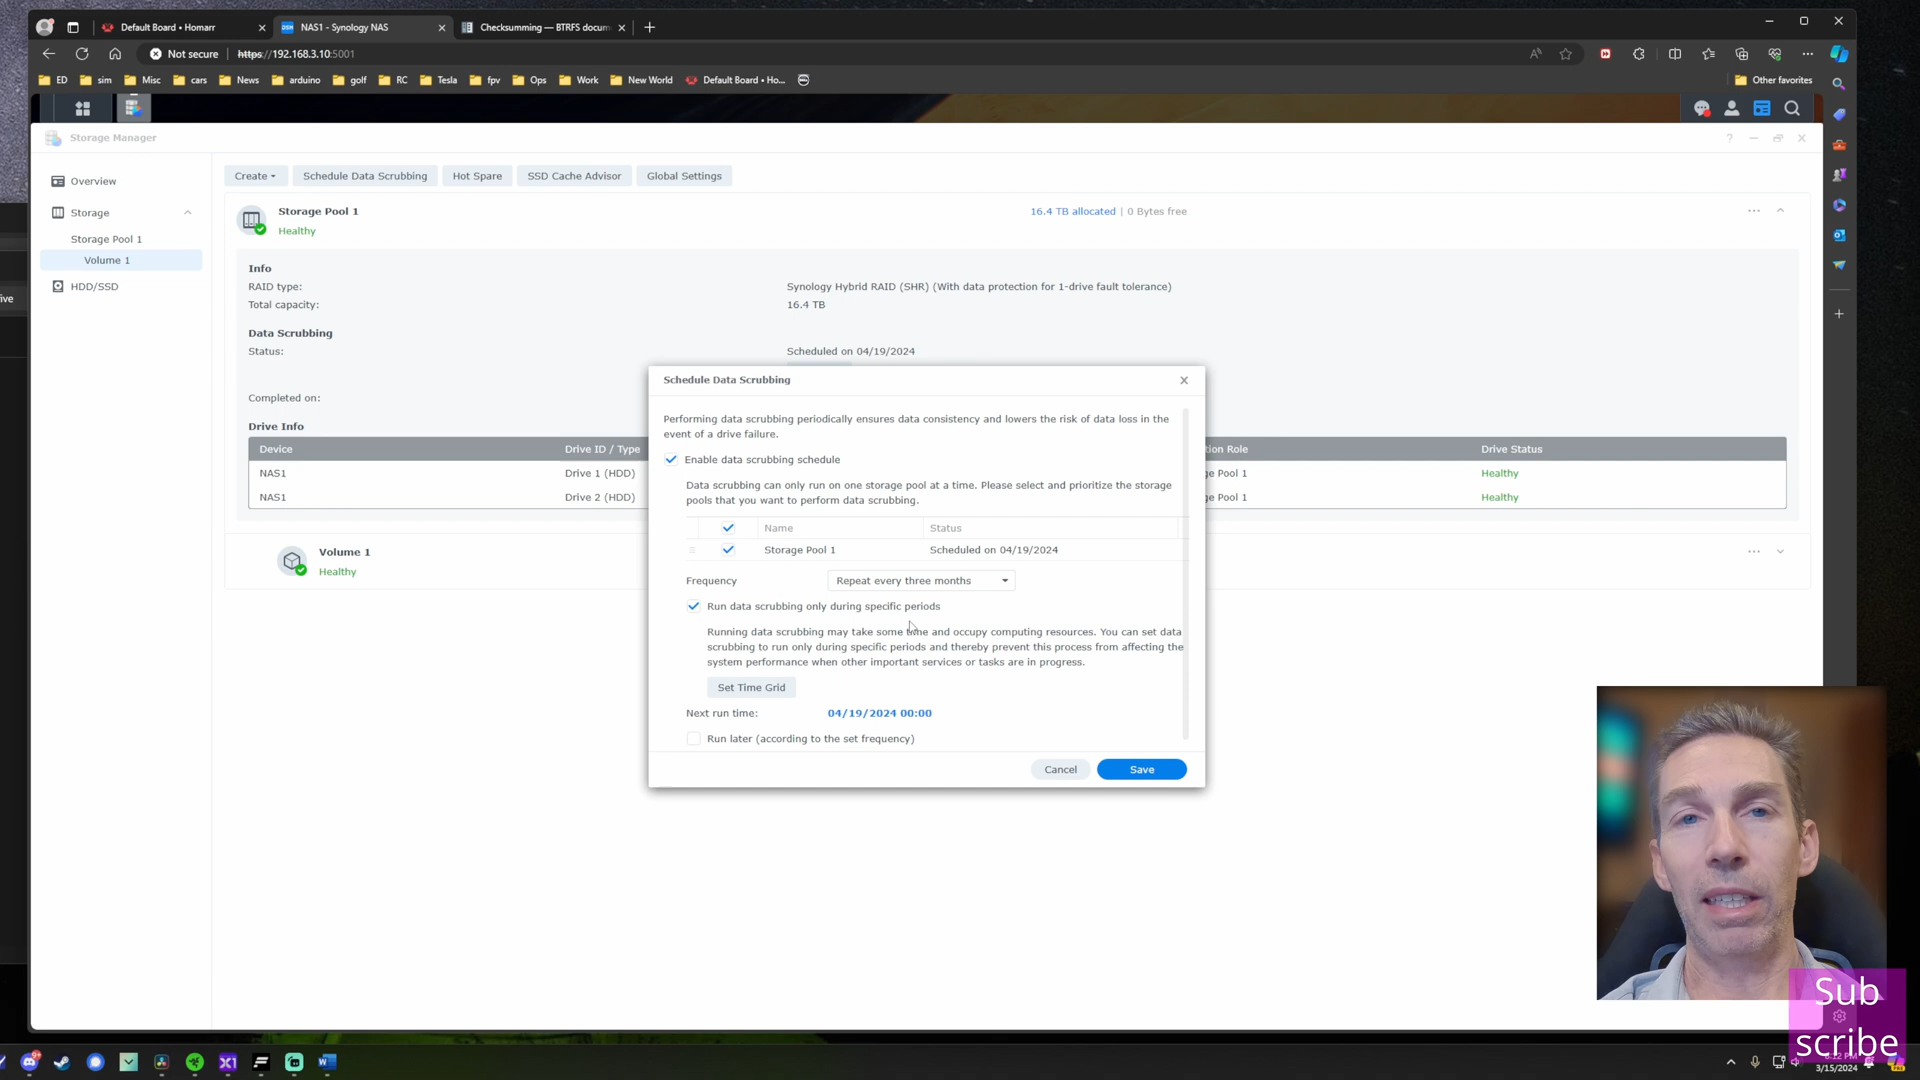 Default Board • Homarr
NAS1 - Synology NAS
Checksumming — BTRFS docum
Not secure
https://192.168.3.10:5001
ED
sim
Misc
cars
News
arduino
golf
RC
Tesla
fpv
Ops
Work
New World
Default Board • Ho...
Other favorites
Storage Manager
Overview
Storage
Storage Pool 1
Volume 1
HDD/SSD
ive
Create
Schedule Data Scrubbing
Hot Spare
SSD Cache Advisor
Global Settings
Storage Pool 1
Healthy
16.4 TB allocated | 0 Bytes free
Info
RAID type:
Synology Hybrid RAID (SHR) (With data protection for 1-drive fault tolerance)
Total capacity:
16.4 TB
Data Scrubbing
Status:
Scheduled on 04/19/2024
Completed on:
Drive Info
Device
Drive ID / Type
tion Role
Drive Status
NAS1
Drive 1 (HDD)
ge Pool 1
Healthy
NAS1
Drive 2 (HDD)
ge Pool 1
Healthy
Volume 1
Healthy
Schedule Data Scrubbing
Performing data scrubbing periodically ensures data consistency and lowers the risk of data loss in the
event of a drive failure.
Enable data scrubbing schedule
Data scrubbing can only run on one storage pool at a time. Please select and prioritize the storage
pools that you want to perform data scrubbing.
Name
Status
Storage Pool 1
Scheduled on 04/19/2024
Frequency
Repeat every three months
Run data scrubbing only during specific periods
Running data scrubbing may take some time and occupy computing resources. You can set data
scrubbing to run only during specific periods and thereby prevent this process from affecting the
system performance when other important services or tasks are in progress.
Set Time Grid
Next run time:
04/19/2024 00:00
Run later (according to the set frequency)
Cancel
Save
Sub
scribe
3/15/2024